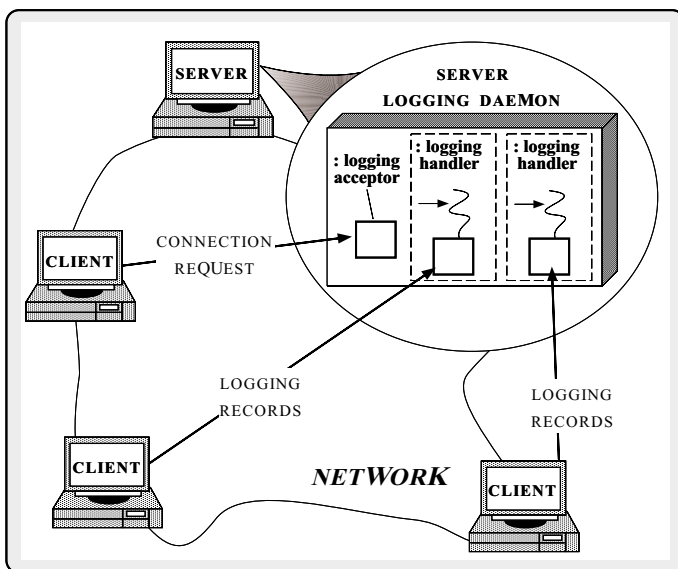 SERVER
SERVER
LOGGING DAEMON
: logging
acceptor
: logging
handler
: logging
handler
CONNECTION
REQUEST
CLIENT
LOGGING
RECORDS
LOGGING
RECORDS
CLIENT
NETWORK
CLIENT